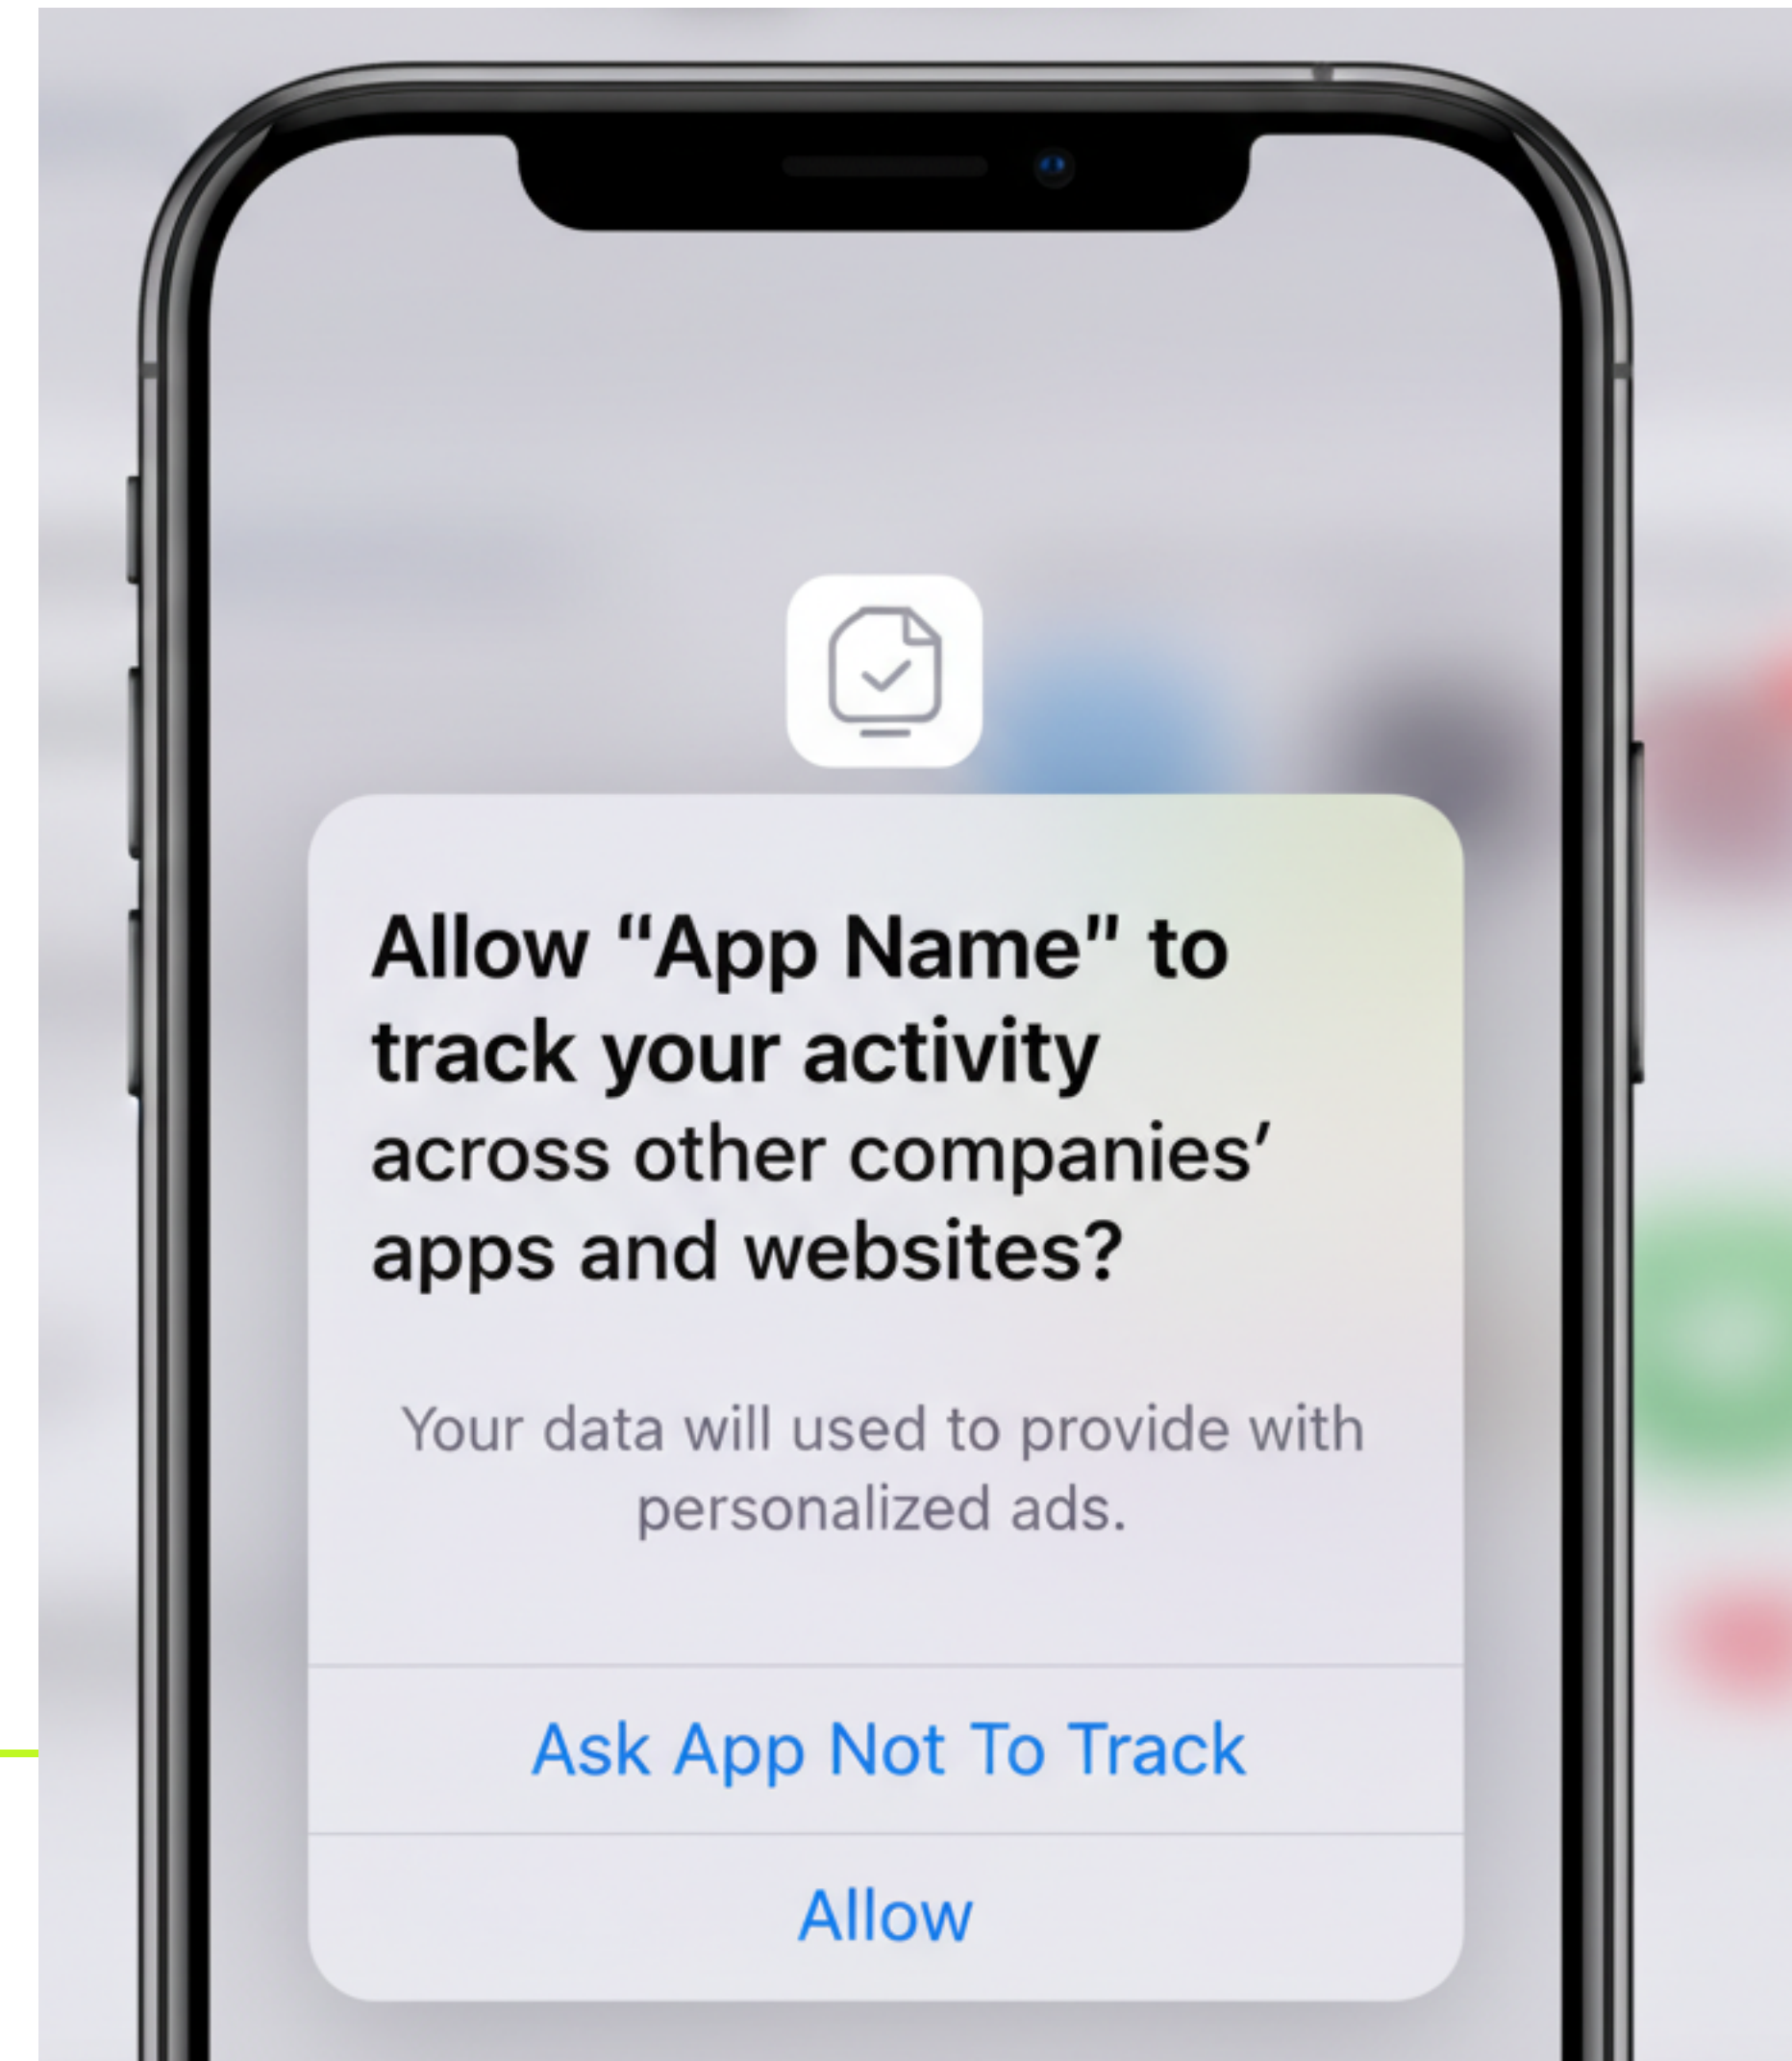 Allow “App Name” to
track your activity
across other companies’
apps and websites?
Your data will used to provide with
personalized ads.
Ask App Not To Track
Allow